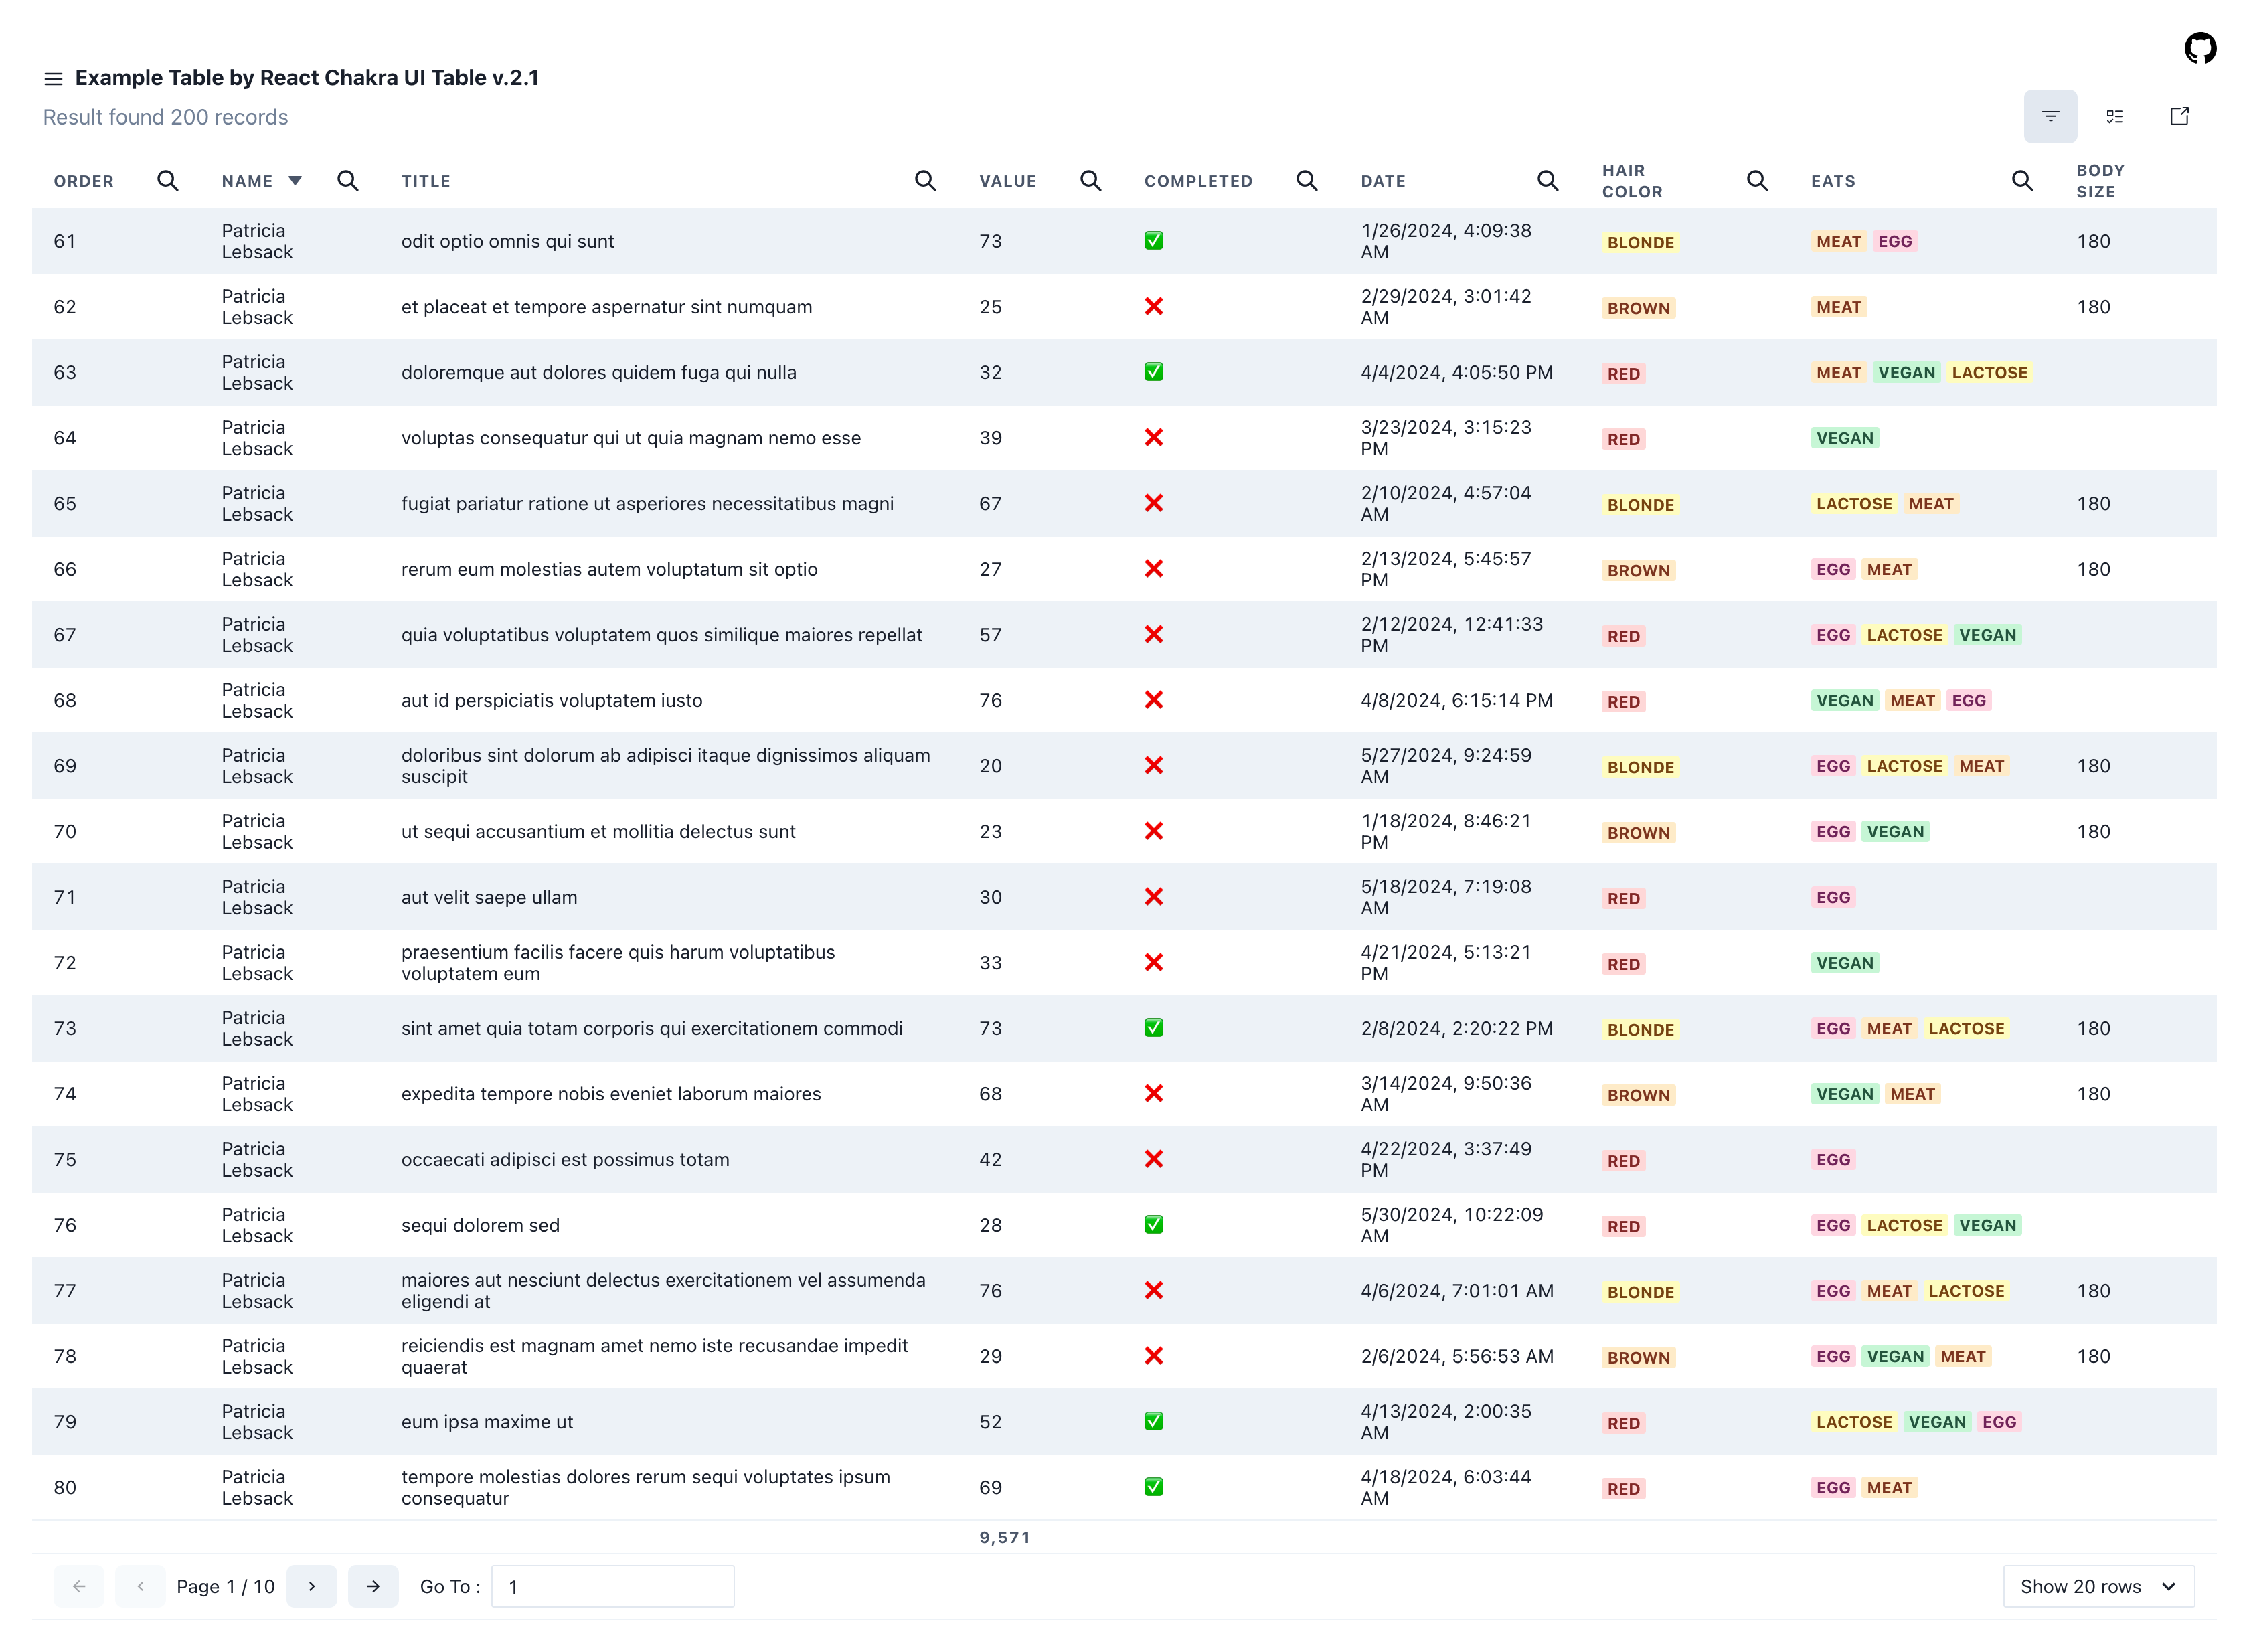 Example Table by React Chakra UI Table v.2.1
Result found 200 records
ORDER NAME TITLE VALUE COMPLETED DATE HAIR COLOR EATS BODY SIZE
61 Patricia Lebsack odit optio omnis qui sunt 73 ✅ 1/26/2024, 4:09:38 AM BLONDE MEAT EGG 180
62 Patricia Lebsack et placeat et tempore aspernatur sint numquam 25 ❌ 2/29/2024, 3:01:42 AM BROWN MEAT 180
63 Patricia Lebsack doloremque aut dolores quidem fuga qui nulla 32 ✅ 4/4/2024, 4:05:50 PM RED MEAT VEGAN LACTOSE
64 Patricia Lebsack voluptas consequatur qui ut quia magnam nemo esse 39 ❌ 3/23/2024, 3:15:23 PM RED VEGAN
65 Patricia Lebsack fugiat pariatur ratione ut asperiores necessitatibus magni 67 ❌ 2/10/2024, 4:57:04 AM BLONDE LACTOSE MEAT 180
66 Patricia Lebsack rerum eum molestias autem voluptatum sit optio 27 ❌ 2/13/2024, 5:45:57 PM BROWN EGG MEAT 180
67 Patricia Lebsack quia voluptatibus voluptatem quos similique maiores repellat 57 ❌ 2/12/2024, 12:41:33 PM RED EGG LACTOSE VEGAN
68 Patricia Lebsack aut id perspiciatis voluptatem iusto 76 ❌ 4/8/2024, 6:15:14 PM RED VEGAN MEAT EGG
69 Patricia Lebsack doloribus sint dolorum ab adipisci itaque dignissimos aliquam suscipit 20 ❌ 5/27/2024, 9:24:59 AM BLONDE EGG LACTOSE MEAT 180
70 Patricia Lebsack ut sequi accusantium et mollitia delectus sunt 23 ❌ 1/18/2024, 8:46:21 PM BROWN EGG VEGAN 180
71 Patricia Lebsack aut velit saepe ullam 30 ❌ 5/18/2024, 7:19:08 AM RED EGG
72 Patricia Lebsack praesentium facilis facere quis harum voluptatibus voluptatem eum 33 ❌ 4/21/2024, 5:13:21 PM RED VEGAN
73 Patricia Lebsack sint amet quia totam corporis qui exercitationem commodi 73 ✅ 2/8/2024, 2:20:22 PM BLONDE EGG MEAT LACTOSE 180
74 Patricia Lebsack expedita tempore nobis eveniet laborum maiores 68 ❌ 3/14/2024, 9:50:36 AM BROWN VEGAN MEAT 180
75 Patricia Lebsack occaecati adipisci est possimus totam 42 ❌ 4/22/2024, 3:37:49 PM RED EGG
76 Patricia Lebsack sequi dolorem sed 28 ✅ 5/30/2024, 10:22:09 AM RED EGG LACTOSE VEGAN
77 Patricia Lebsack maiores aut nesciunt delectus exercitationem vel assumenda eligendi at 76 ❌ 4/6/2024, 7:01:01 AM BLONDE EGG MEAT LACTOSE 180
78 Patricia Lebsack reiciendis est magnam amet nemo iste recusandae impedit quaerat 29 ❌ 2/6/2024, 5:56:53 AM BROWN EGG VEGAN MEAT 180
79 Patricia Lebsack eum ipsa maxime ut 52 ✅ 4/13/2024, 2:00:35 AM RED LACTOSE VEGAN EGG
80 Patricia Lebsack tempore molestias dolores rerum sequi voluptates ipsum consequatur 69 ✅ 4/18/2024, 6:03:44 AM RED EGG MEAT
9,571
Page 1 / 10 Go To : 1 Show 20 rows